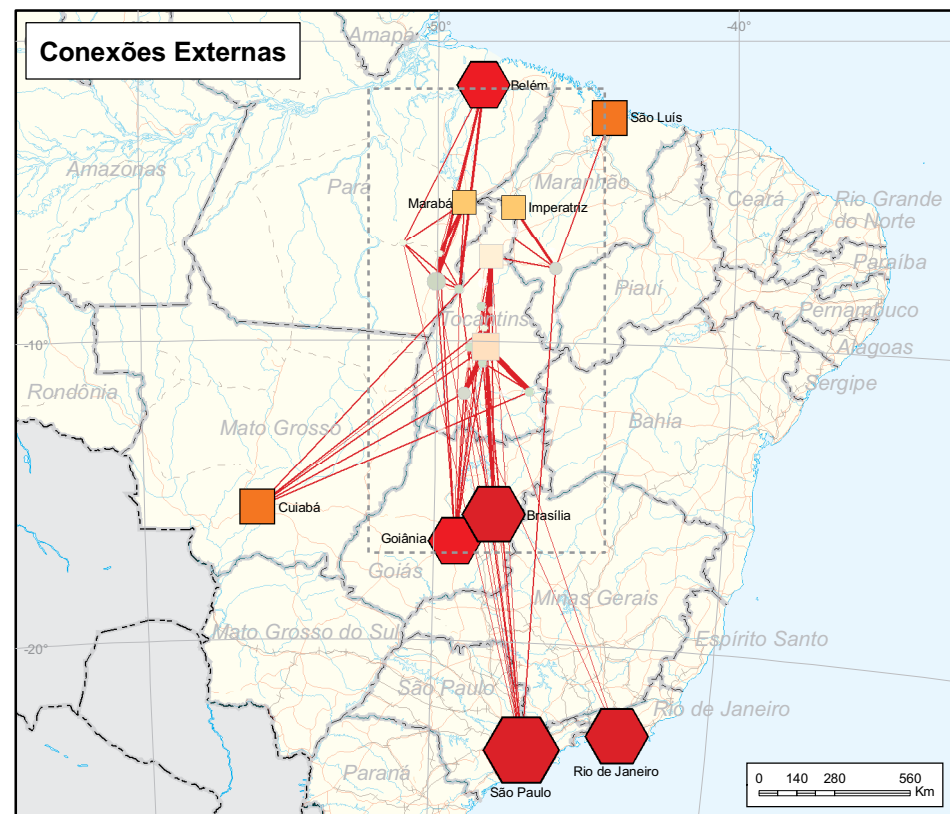 Conexões Externas
-50°
-40°
Amapá
Belém
São Luís
Amazonas
Pará
Maranhão
Ceará
Rio Grande
do Norte
Marabá
Imperatriz
Paraíba
Piauí
Pernambuco
Tocantins
-10°
Alagoas
Sergipe
Rondônia
Bahia
Mato Grosso
Cuiabá
Brasília
Goiânia
Goiás
Minas Gerais
Mato Grosso do Sul
Espírito Santo
-20°
São Paulo
Rio de Janeiro
Paraná
Rio de Janeiro
São Paulo
0 140 280 560
Km